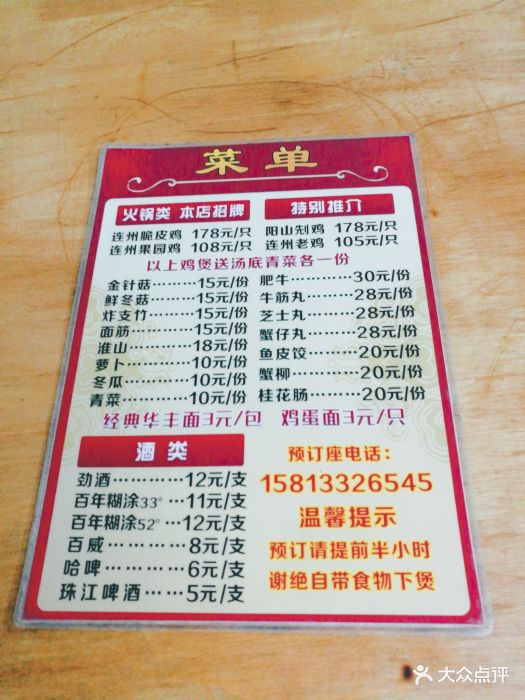 菜单
火锅类 本店招牌 特别推介
连州脆皮鸡 178元/只 阳山刽鸡 178元/只
连州果园鸡 108元/只 连州老鸡 105元/只
以上鸡煲送汤底青菜各一份
金针菇………15元/份 肥牛…………30元/份
鲜冬菇………15元/份 牛筋丸………28元/份
炸支竹………15元/份 芝士丸………28元/份
面筋…………15元/份 蟹仔丸………28元/份
淮山…………18元/份 鱼皮饺………20元/份
萝卜…………10元/份 蟹柳…………20元/份
冬瓜…………10元/份 桂花肠………20元/份
青菜…………10元/份
经典华丰面3元/包 鸡蛋面3元/只
酒类
劲酒…………12元/支
百年糊涂33°…11元/支
百年糊涂52°…12元/支
百威…………8元/支
哈啤…………6元/支
珠江啤酒……5元/支
预订座电话：
15813326545
温馨提示
预订请提前半小时
谢绝自带食物下煲
大众点评